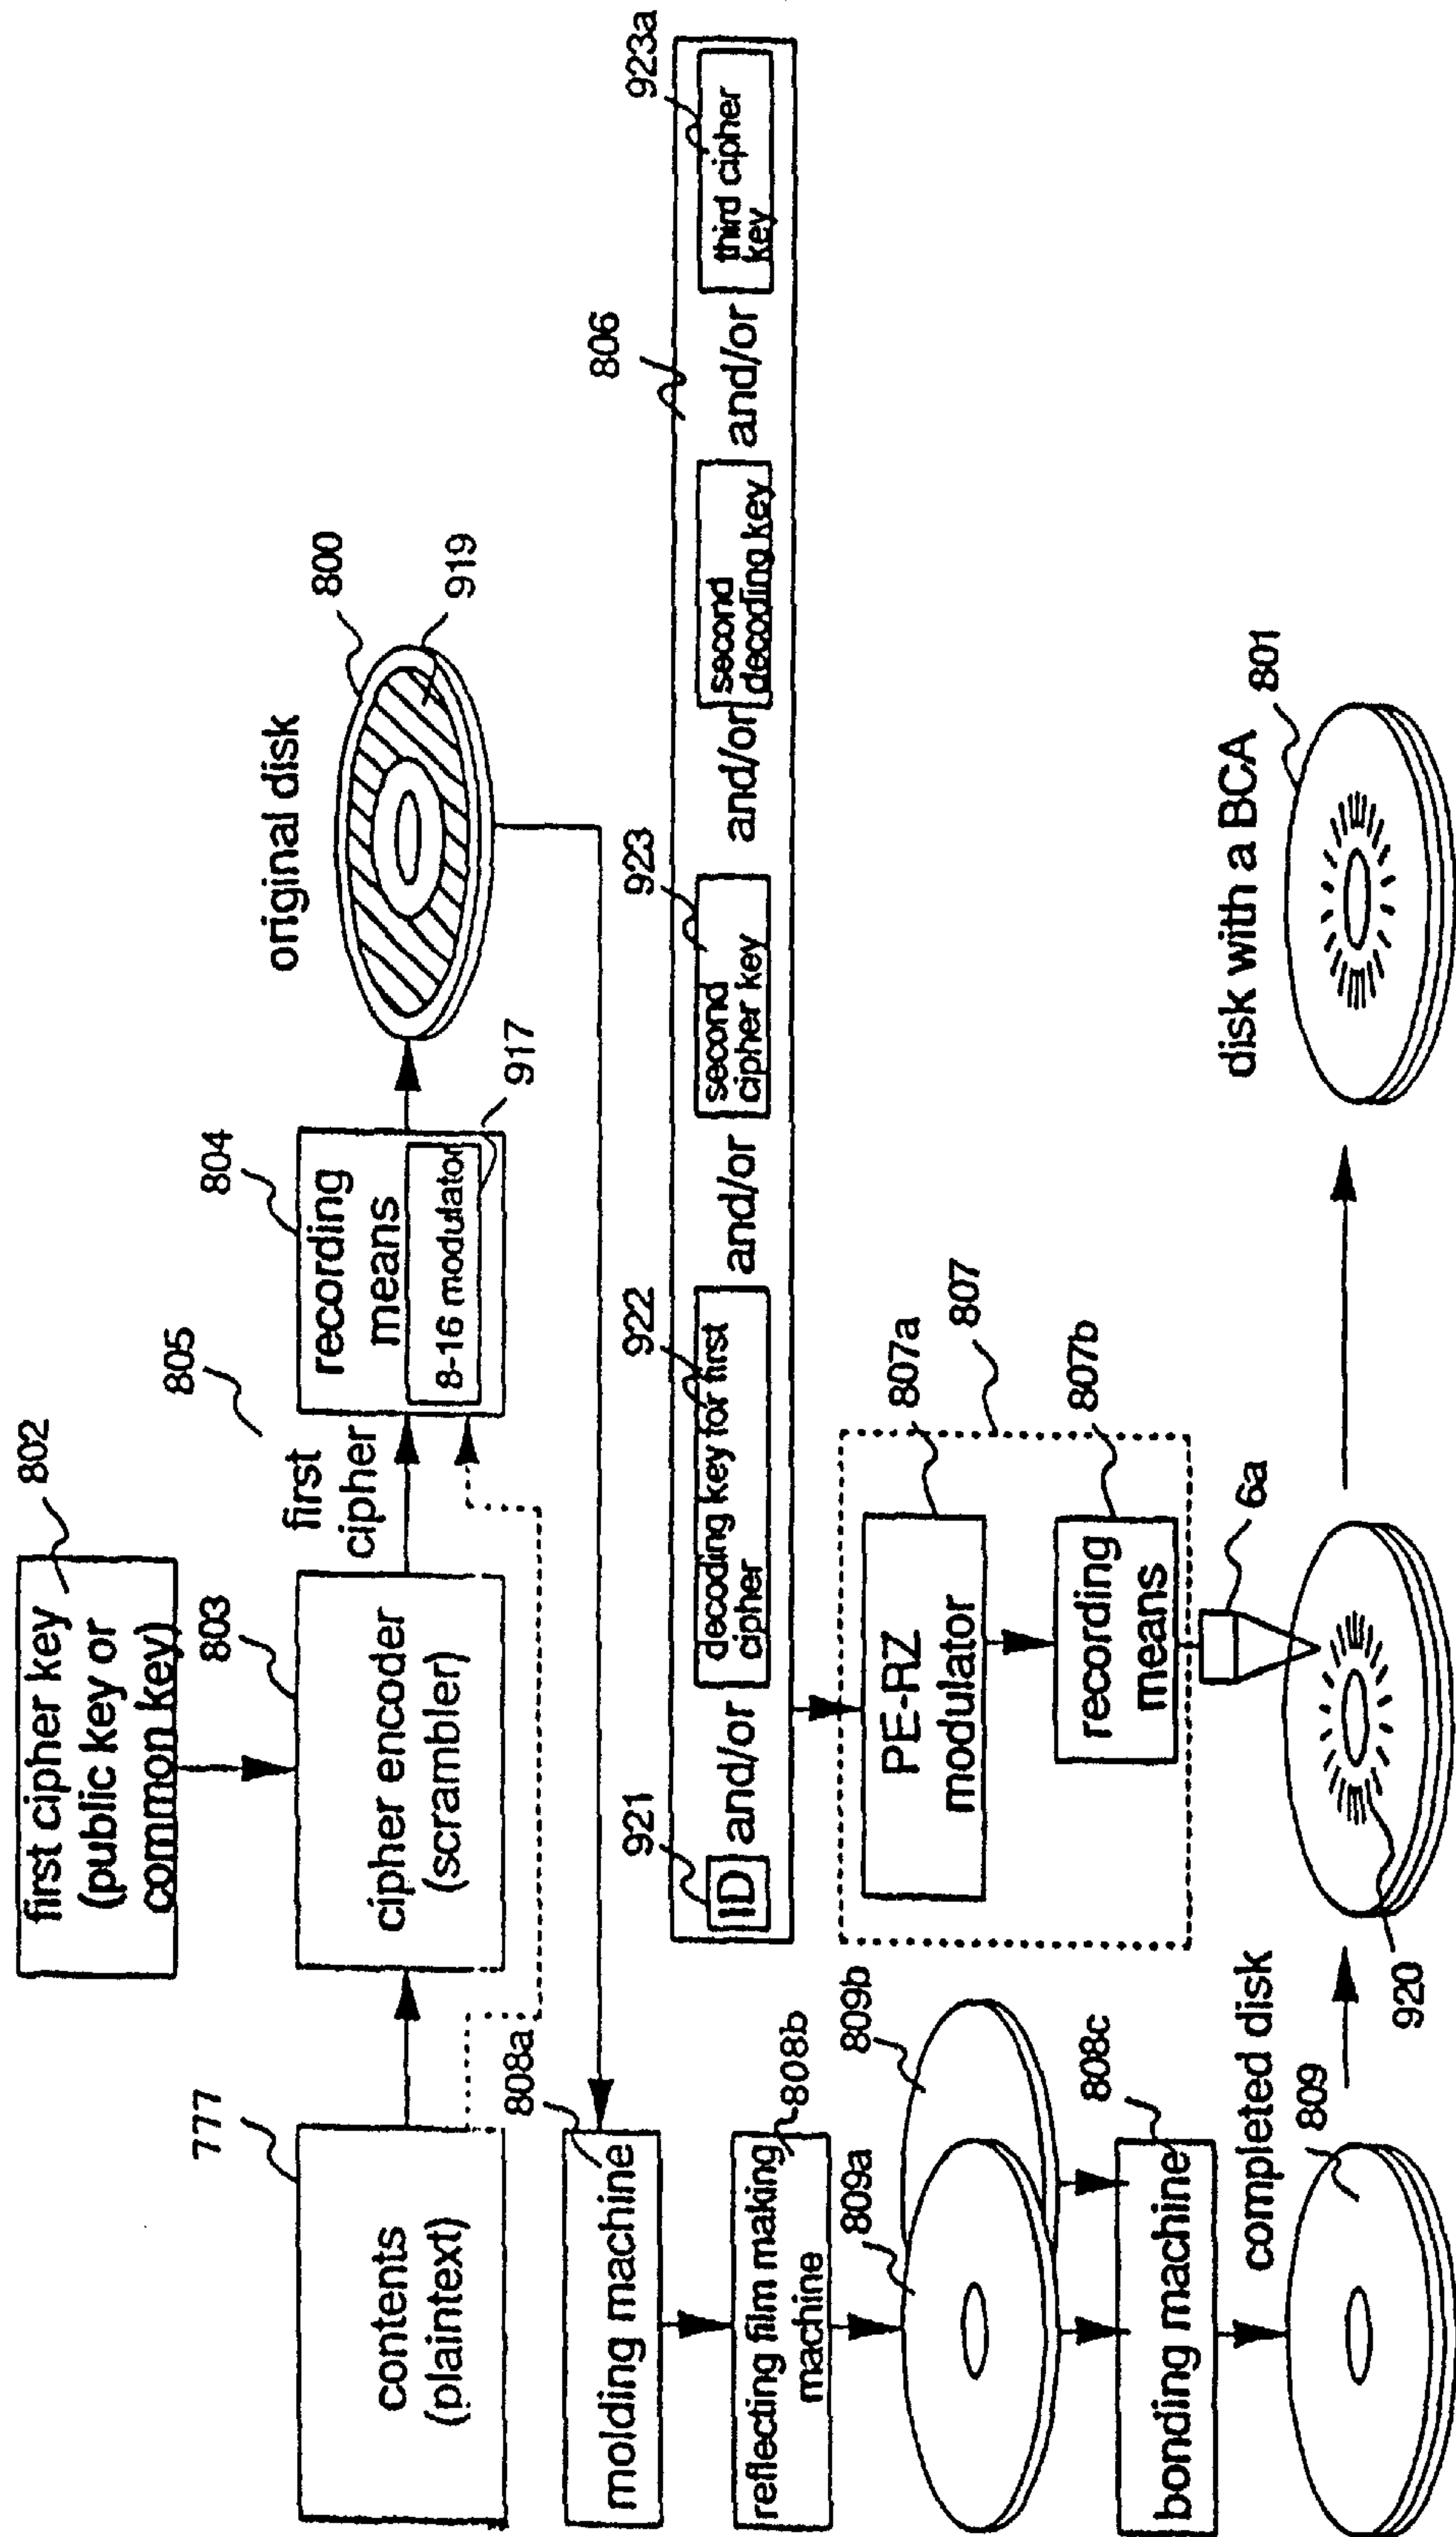 802
first cipher key
(public key or
common key)
777
contents
(plaintext)
803
cipher encoder
(scrambler)
805
first
cipher
804
recording
means
8-16 modulator
917
original disk
800
919
808a
molding machine
808b
reflecting film making
machine
809a
809b
808c
bonding machine
completed disk
809
806
921
ID
and/or
922
decoding key for first
cipher
and/or
923
second
cipher key
and/or
second
decoding key
and/or
923a
third cipher
key
807
807a
PE-RZ
modulator
807b
recording
means
6a
920
disk with a BCA
801